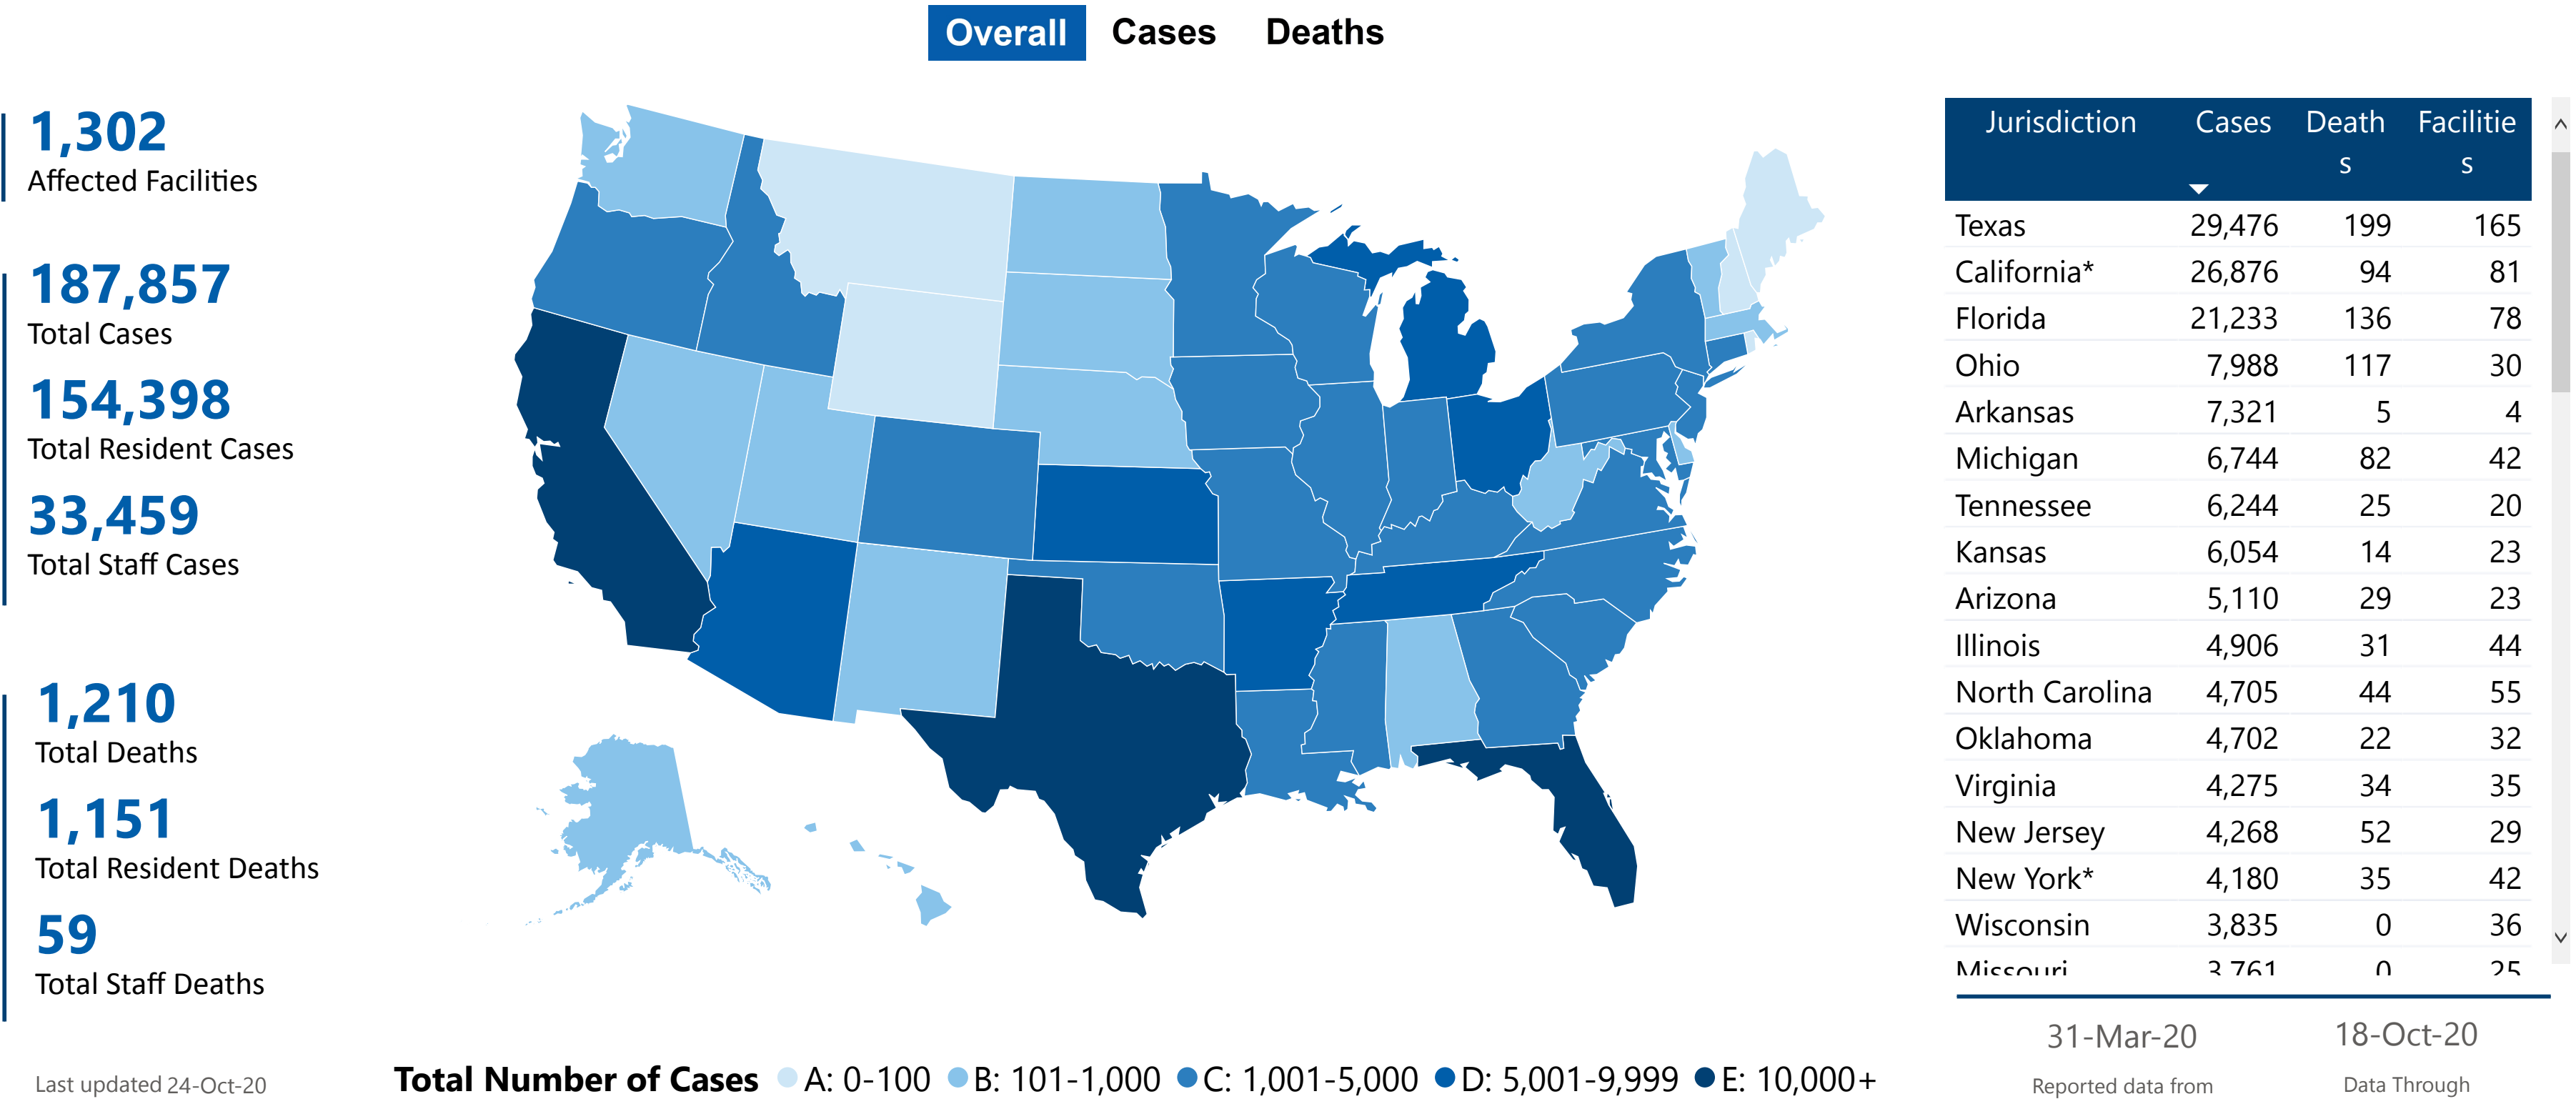 Overall Cases Deaths
1,302
Affected Facilities
187,857
Total Cases
154,398
Total Resident Cases
33,459
Total Staff Cases
1,210
Total Deaths
1,151
Total Resident Deaths
59
Total Staff Deaths
Last updated 24-Oct-20
Total Number of Cases A: 0-100 B: 101-1,000 C: 1,001-5,000 D: 5,001-9,999 E: 10,000+
Jurisdiction Cases Death Facilitie
s s
Texas 29,476 199 165
California* 26,876 94 81
Florida 21,233 136 78
Ohio 7,988 117 30
Arkansas 7,321 5 4
Michigan 6,744 82 42
Tennessee 6,244 25 20
Kansas 6,054 14 23
Arizona 5,110 29 23
Illinois 4,906 31 44
North Carolina 4,705 44 55
Oklahoma 4,702 22 32
Virginia 4,275 34 35
New Jersey 4,268 52 29
New York* 4,180 35 42
Wisconsin 3,835 0 36
Missouri 3,761 0 25
31-Mar-20 18-Oct-20
Reported data from Data Through